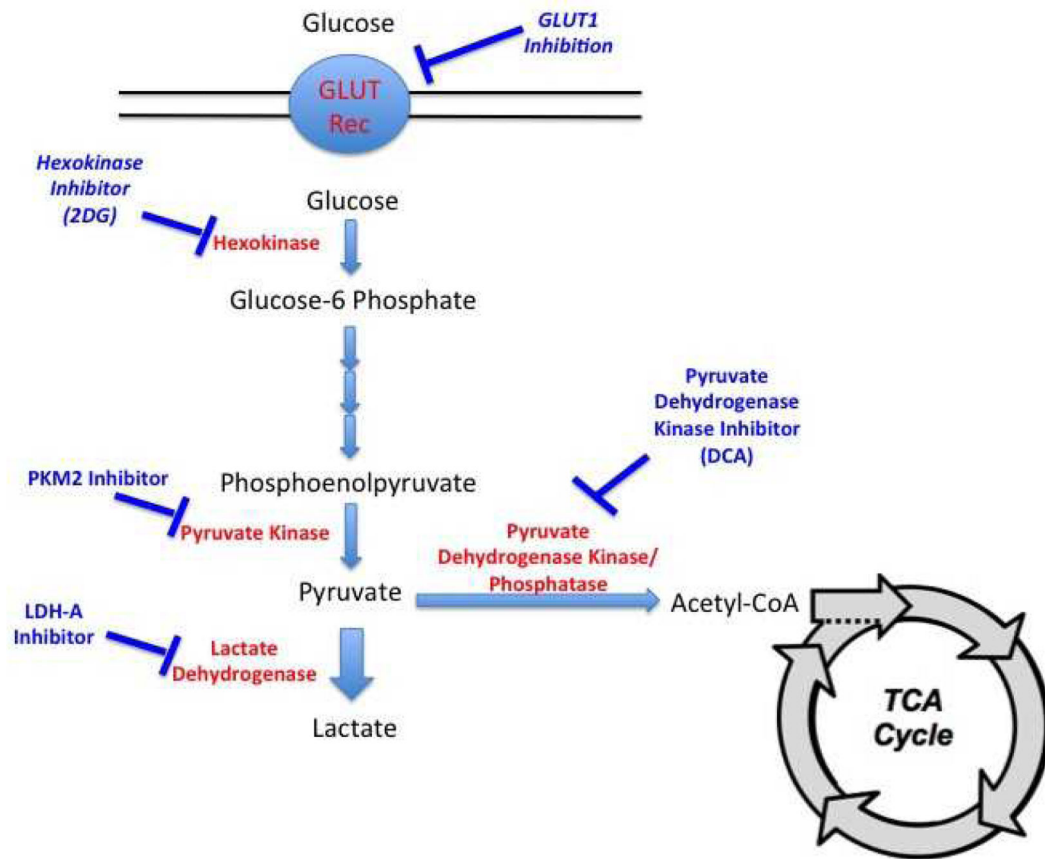 Glucose
GLUT1
Inhibition
GLUT
Rec
Hexokinase
Inhibitor
(2DG)
Glucose
Hexokinase
Glucose-6 Phosphate
Pyruvate
Dehydrogenase
Kinase Inhibitor
(DCA)
PKM2 Inhibitor
Phosphoenolpyruvate
Pyruvate Kinase
Pyruvate
Dehydrogenase Kinase/
Phosphatase
Pyruvate
Acetyl-CoA
LDH-A
Inhibitor
Lactate
Dehydrogenase
Lactate
TCA
Cycle